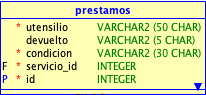 prestamos
* utensilio VARCHAR2 (50 CHAR)
devuelto VARCHAR2 (5 CHAR)
* condicion VARCHAR2 (30 CHAR)
F * servicio_id INTEGER
P * id INTEGER